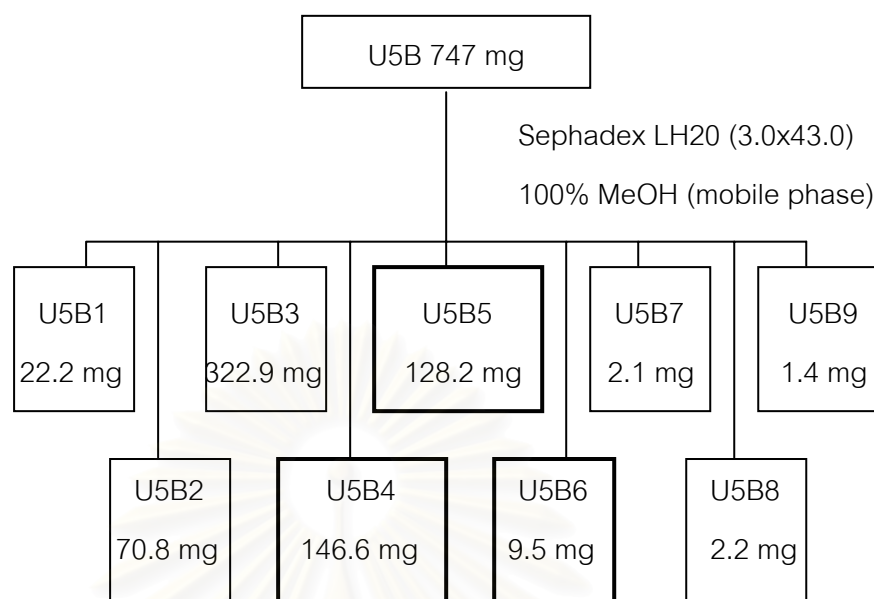 U5B 747 mg
Sephadex LH20 (3.0x43.0)
100% MeOH (mobile phase)
U5B1
22.2 mg
U5B3
322.9 mg
U5B5
128.2 mg
U5B7
2.1 mg
U5B9
1.4 mg
U5B2
70.8 mg
U5B4
146.6 mg
U5B6
9.5 mg
U5B8
2.2 mg